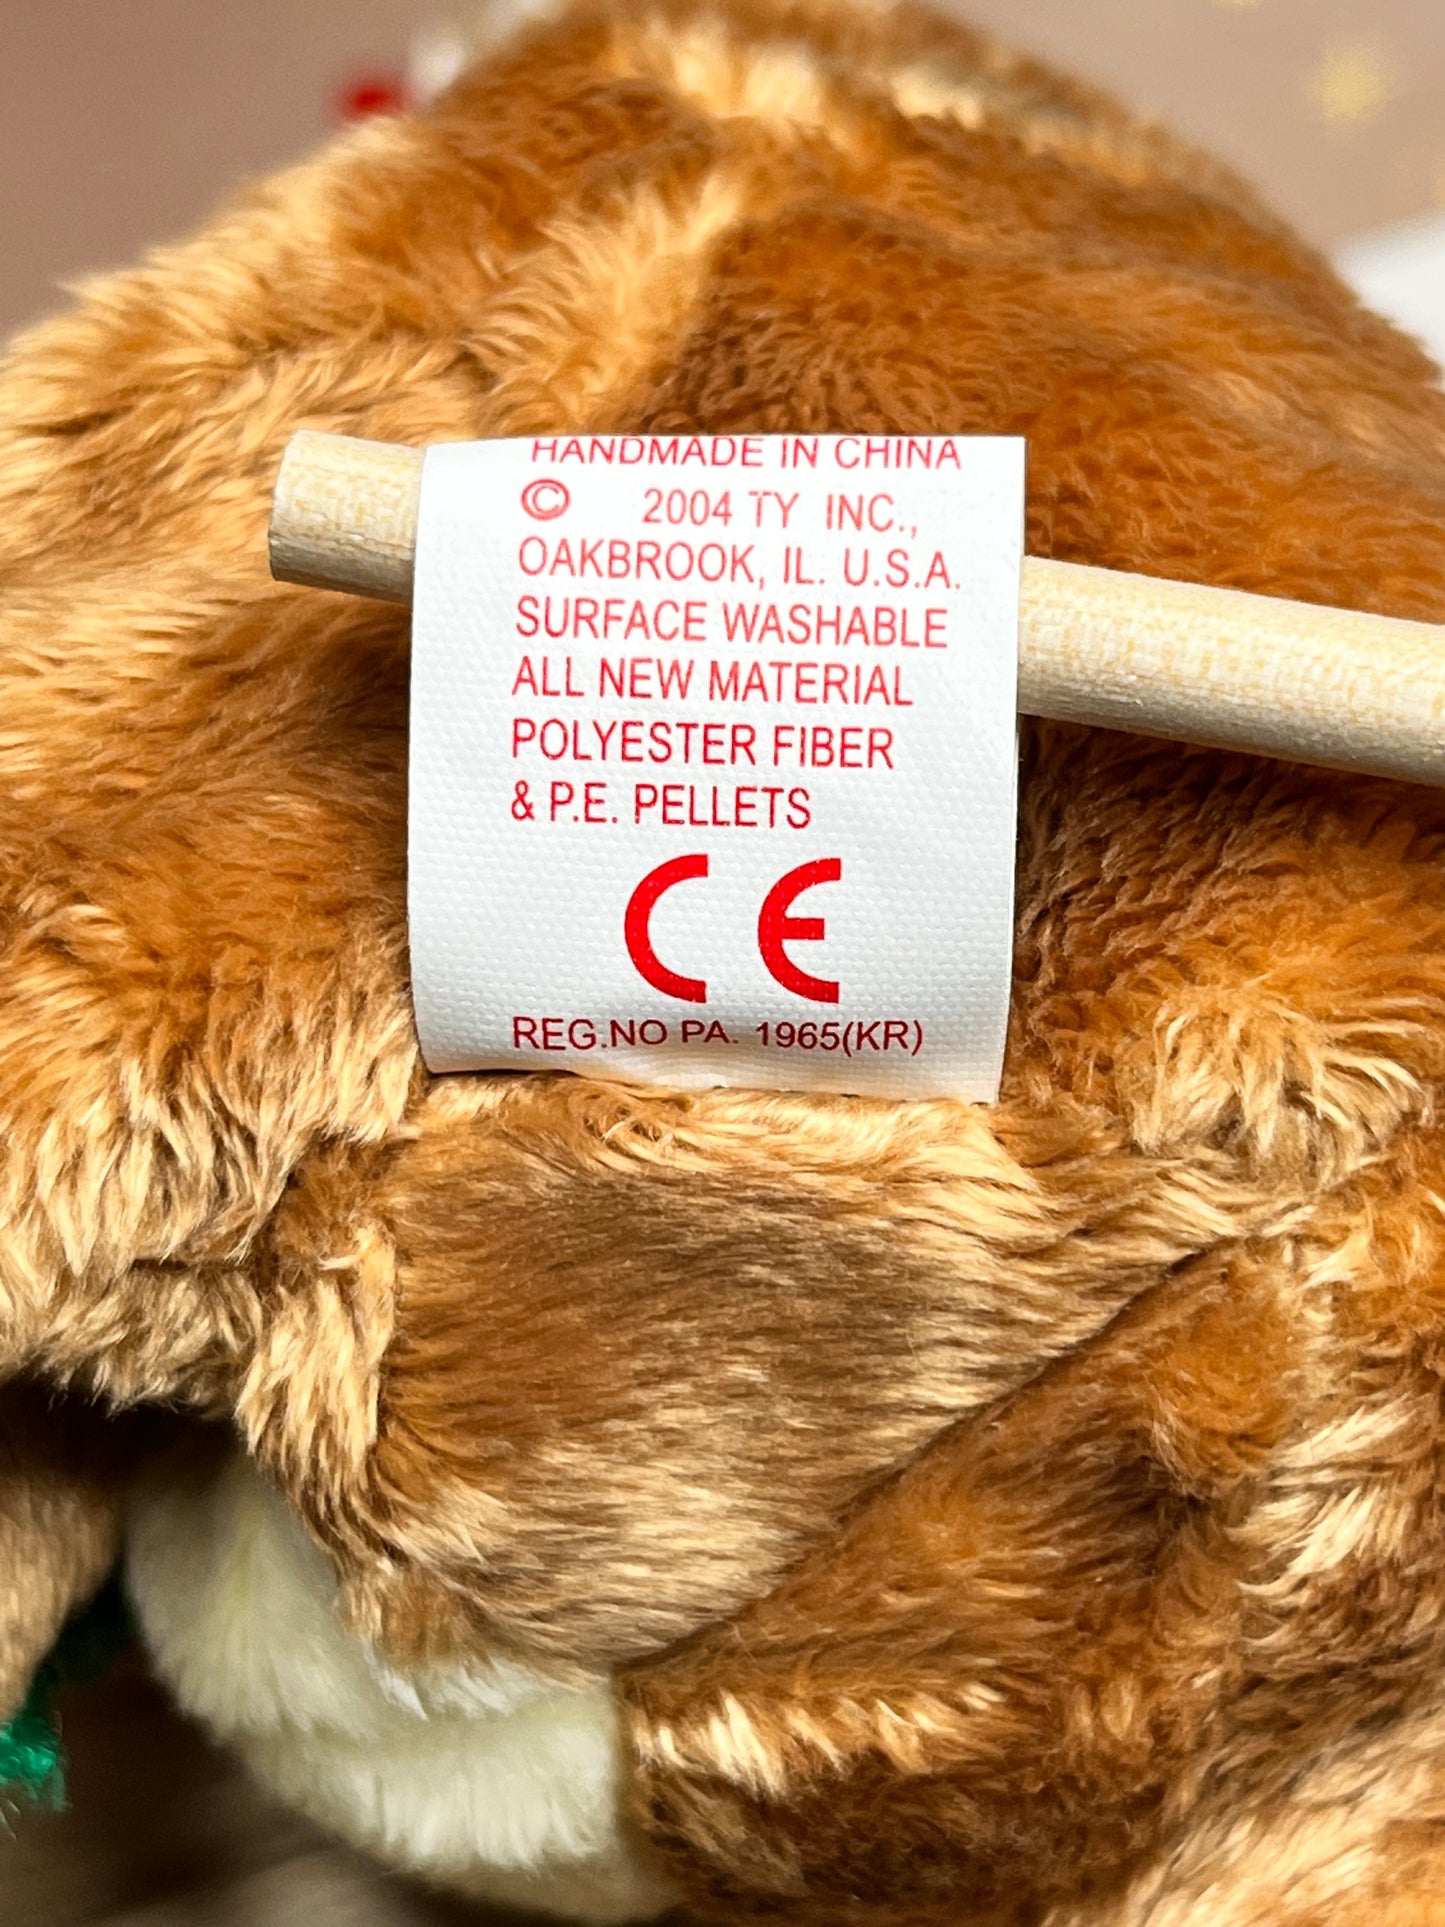 HANDMADE IN CHINA
© 2004 TY INC.,
OAKBROOK, IL. U.S.A.
SURFACE WASHABLE
ALL NEW MATERIAL
POLYESTER FIBER
& P.E. PELLETS
CE
REG.NO PA. 1965(KR)